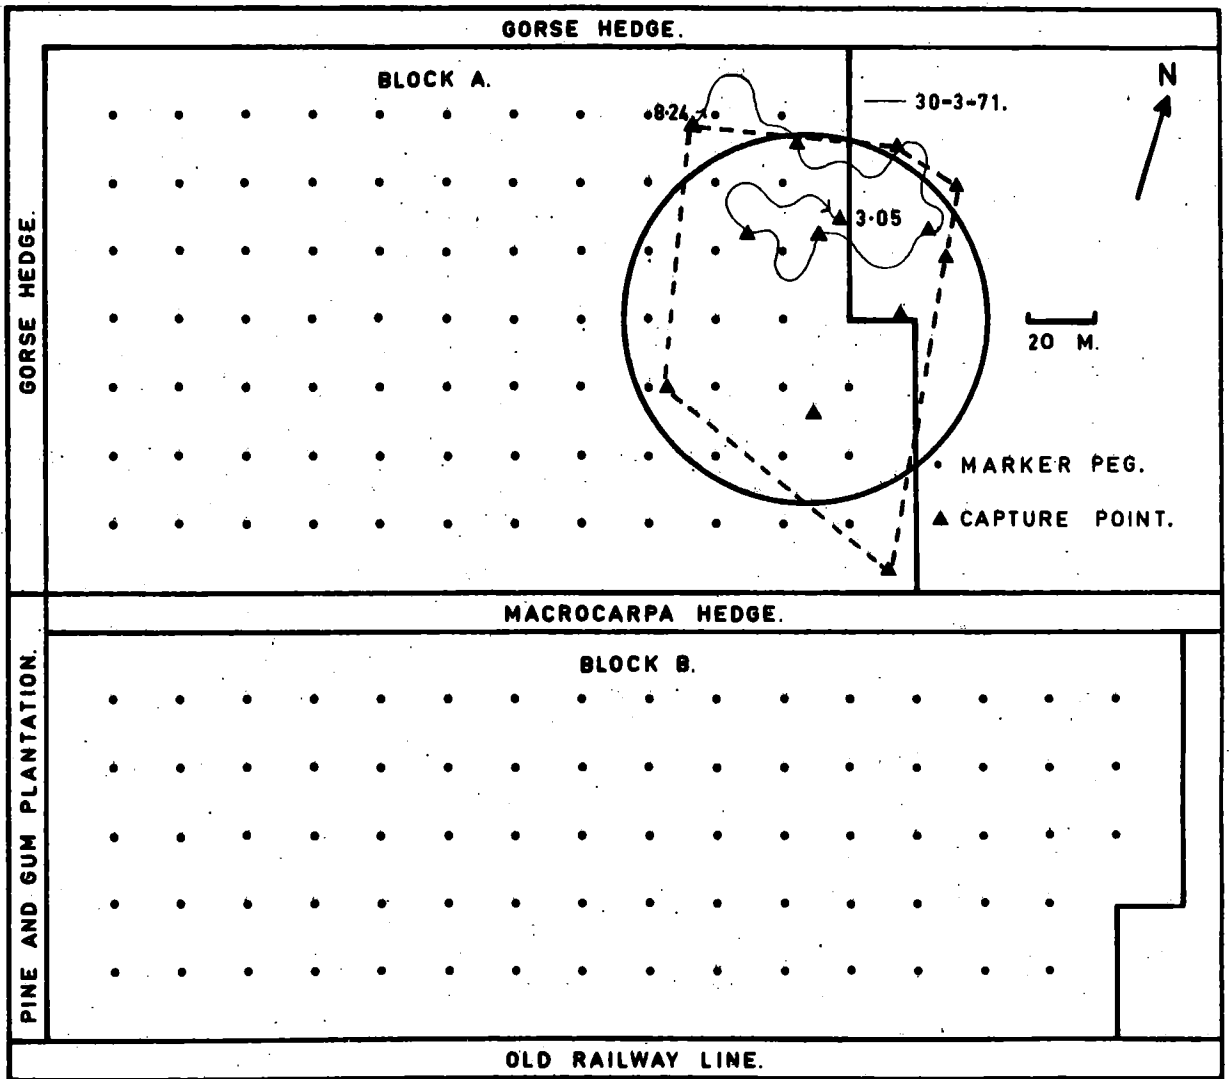 GORSE HEDGE.
BLOCK A.
N
8·24
30-3-71.
3·05
GORSE HEDGE.
20 M.
MARKER PEG.
CAPTURE POINT.
MACROCARPA HEDGE.
BLOCK B.
PINE AND GUM PLANTATION.
OLD RAILWAY LINE.